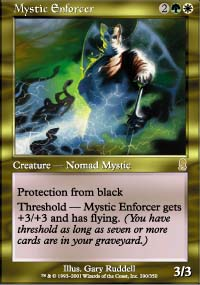 Mystic Enforcer 2
Creature — Nomad Mystic
Protection from black
Threshold — Mystic Enforcer gets
+3/+3 and has flying. (You have
threshold as long as seven or more
cards are in your graveyard.)
Illus. Gary Ruddell
™ & © 1993–2001 Wizards of the Coast, Inc. 290/350
3/3